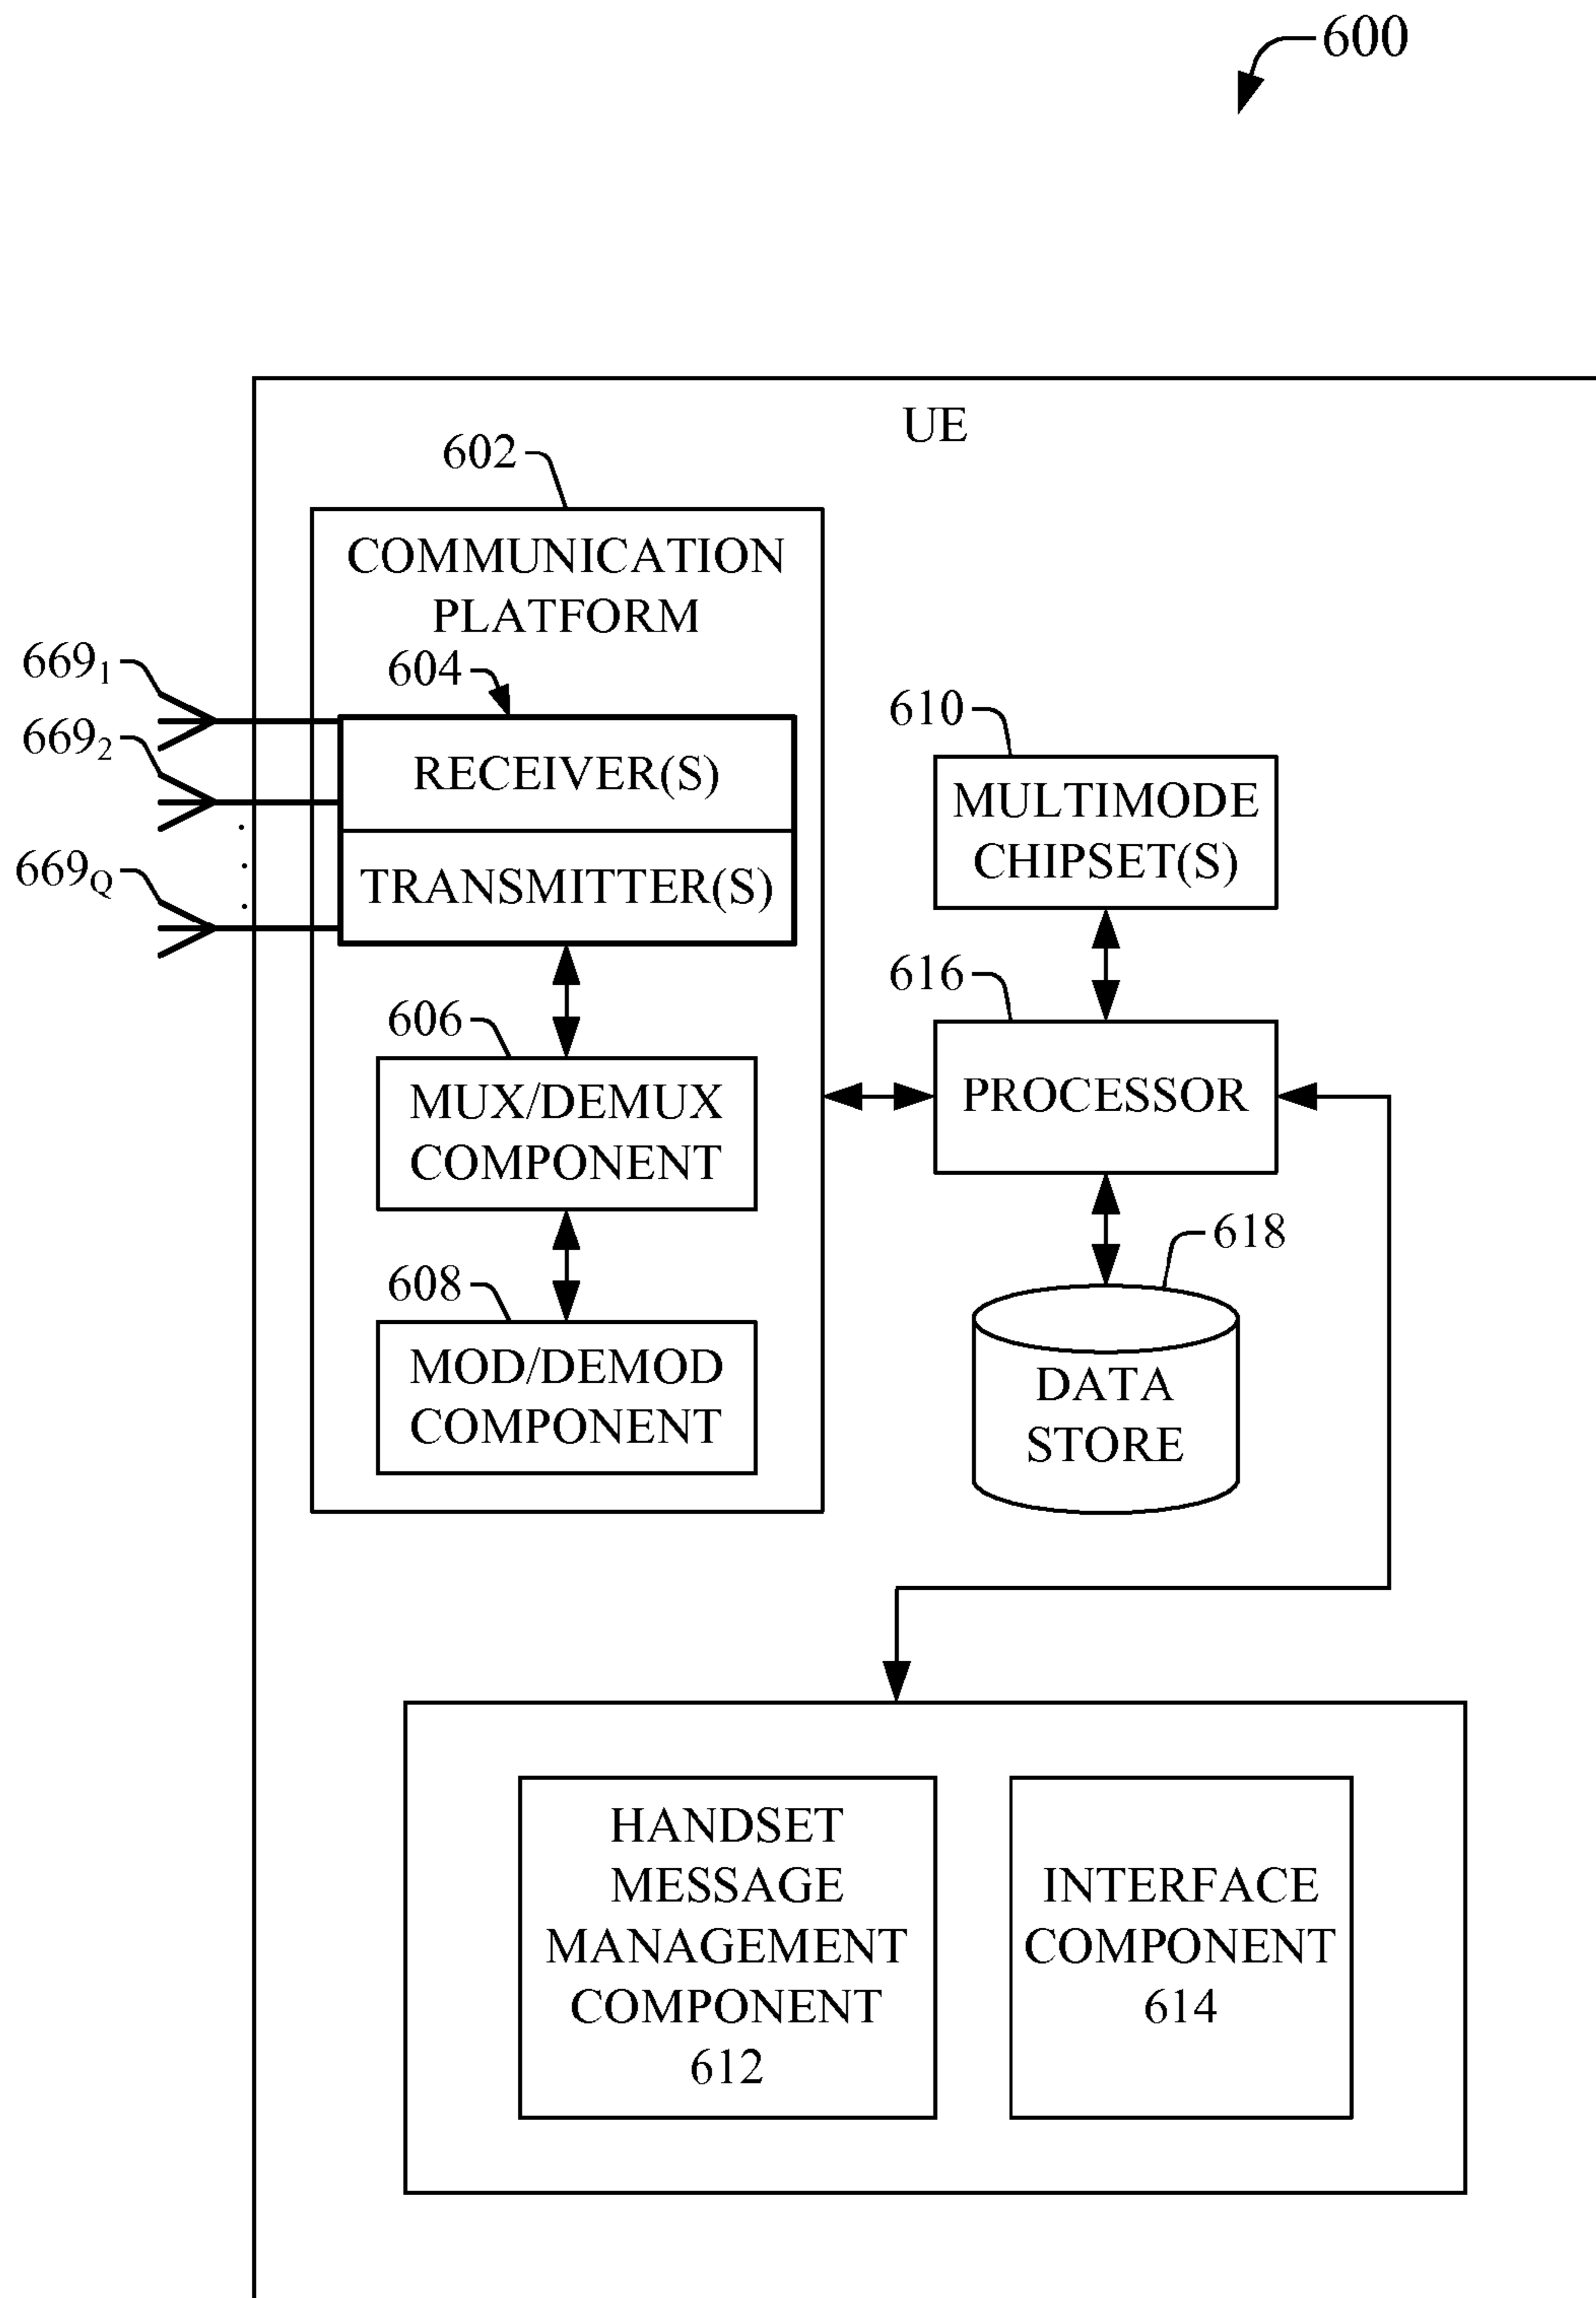 600
UE
602
COMMUNICATION
PLATFORM
604
669₁
RECEIVER(S)
669₂
TRANSMITTER(S)
669Q
610
MULTIMODE
CHIPSET(S)
616
PROCESSOR
606
MUX/DEMUX
COMPONENT
608
MOD/DEMOD
COMPONENT
618
DATA
STORE
HANDSET
MESSAGE
MANAGEMENT
COMPONENT
612
INTERFACE
COMPONENT
614